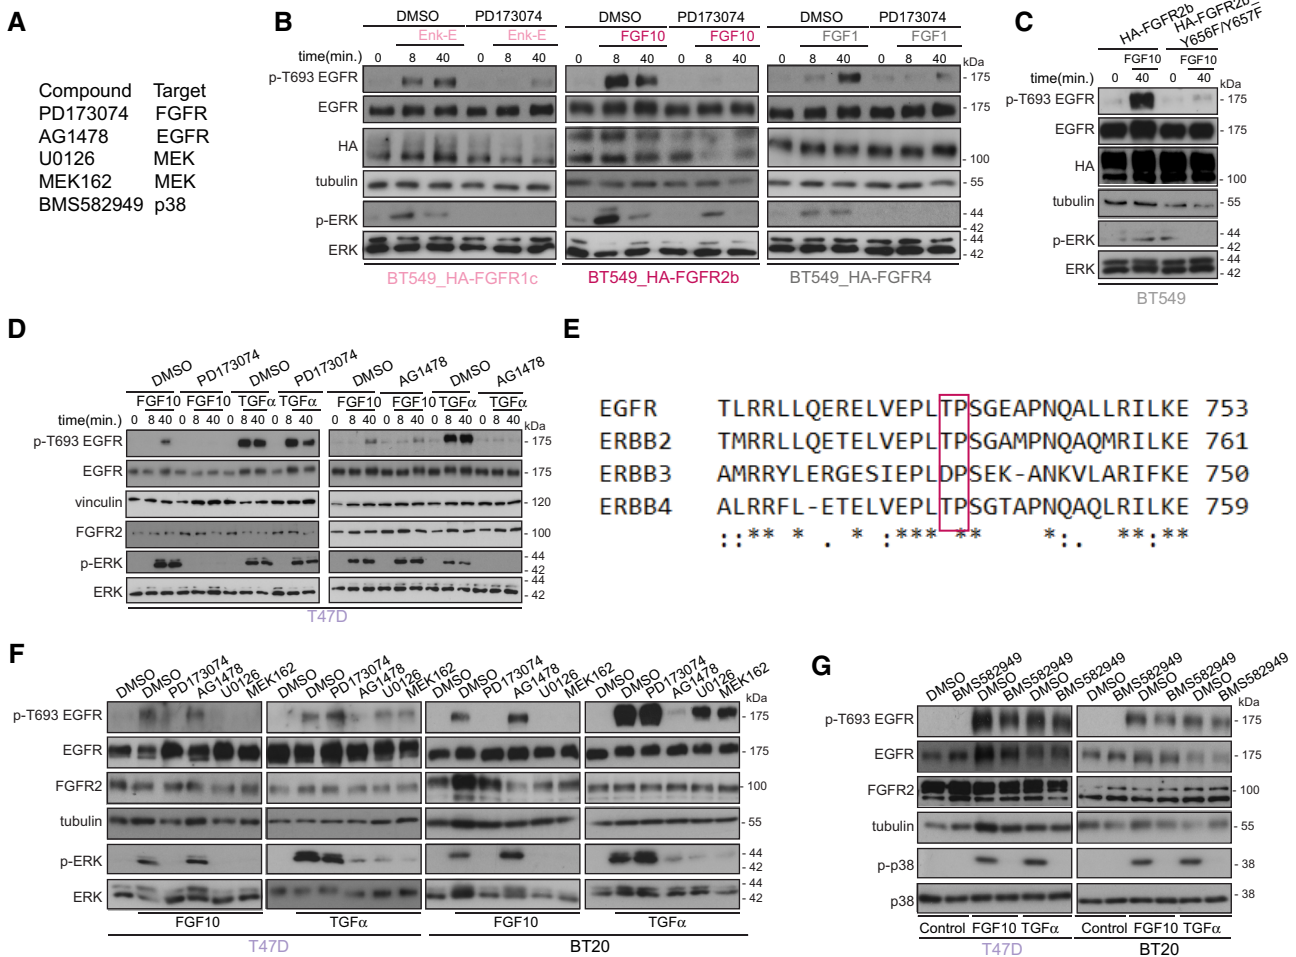 A
Compound Target
PD173074 FGFR
AG1478 EGFR
U0126 MEK
MEK162 MEK
BMS582949 p38
B
DMSO PD173074 DMSO PD173074 DMSO PD173074
Enk-E Enk-E FGF10 FGF10 FGF1 FGF1
time(min.) 0 8 40 0 8 40 0 8 40 0 8 40 0 8 40 0 8 40 kDa
p-T693 EGFR - 175
EGFR - 175
HA - 100
tubulin - 55
p-ERK - 44
- 42
ERK - 44
- 42
BT549_HA-FGFR1c BT549_HA-FGFR2b BT549_HA-FGFR4
C
HA-FGFR2b HA-FGFR2b_
Y656F/Y657F
FGF10 FGF10
time(min.) 0 40 0 40 kDa
p-T693 EGFR - 175
EGFR - 175
HA - 100
tubulin - 55
p-ERK - 44
- 42
ERK - 44
- 42
BT549
D
DMSO PD173074 DMSO PD173074 DMSO AG1478 DMSO AG1478
FGF10 FGF10 TGFα TGFα FGF10 FGF10 TGFα TGFα
time(min.) 0 8 40 0 8 40 0 8 40 0 8 40 0 8 40 0 8 40 0 8 40 0 8 40 kDa
p-T693 EGFR - 175
EGFR - 175
vinculin - 120
FGFR2 - 100
p-ERK - 44
- 42
ERK - 44
- 42
T47D
E
EGFR TLRRLLQERELVEPLTPSGEAPNQALLRILKE 753
ERBB2 TMRRLLQETELVEPLTPSGAMPNQAQMRILKE 761
ERBB3 AMRRYLERGESIEPLDPSEK-ANKVLARIFKE 750
ERBB4 ALRRFL-ETELVEPLTPSGTAPNQAQLRILKE 759
::** * . * :*** ** *:. **:**
F
DMSO DMSO PD173074 AG1478 U0126 MEK162 DMSO DMSO PD173074 AG1478 U0126 MEK162 DMSO DMSO PD173074 AG1478 U0126 MEK162 DMSO DMSO PD173074 AG1478 U0126 MEK162
kDa
p-T693 EGFR - 175
EGFR - 175
FGFR2 - 100
tubulin - 55
p-ERK - 44
- 42
ERK - 44
- 42
FGF10 TGFα FGF10 TGFα
T47D BT20
G
DMSO BMS582949 DMSO BMS582949 DMSO BMS582949 DMSO BMS582949 DMSO BMS582949 DMSO BMS582949
kDa
p-T693 EGFR - 175
EGFR - 175
FGFR2 - 100
tubulin - 55
p-p38 - 38
p38 - 38
Control FGF10 TGFα Control FGF10 TGFα
T47D BT20